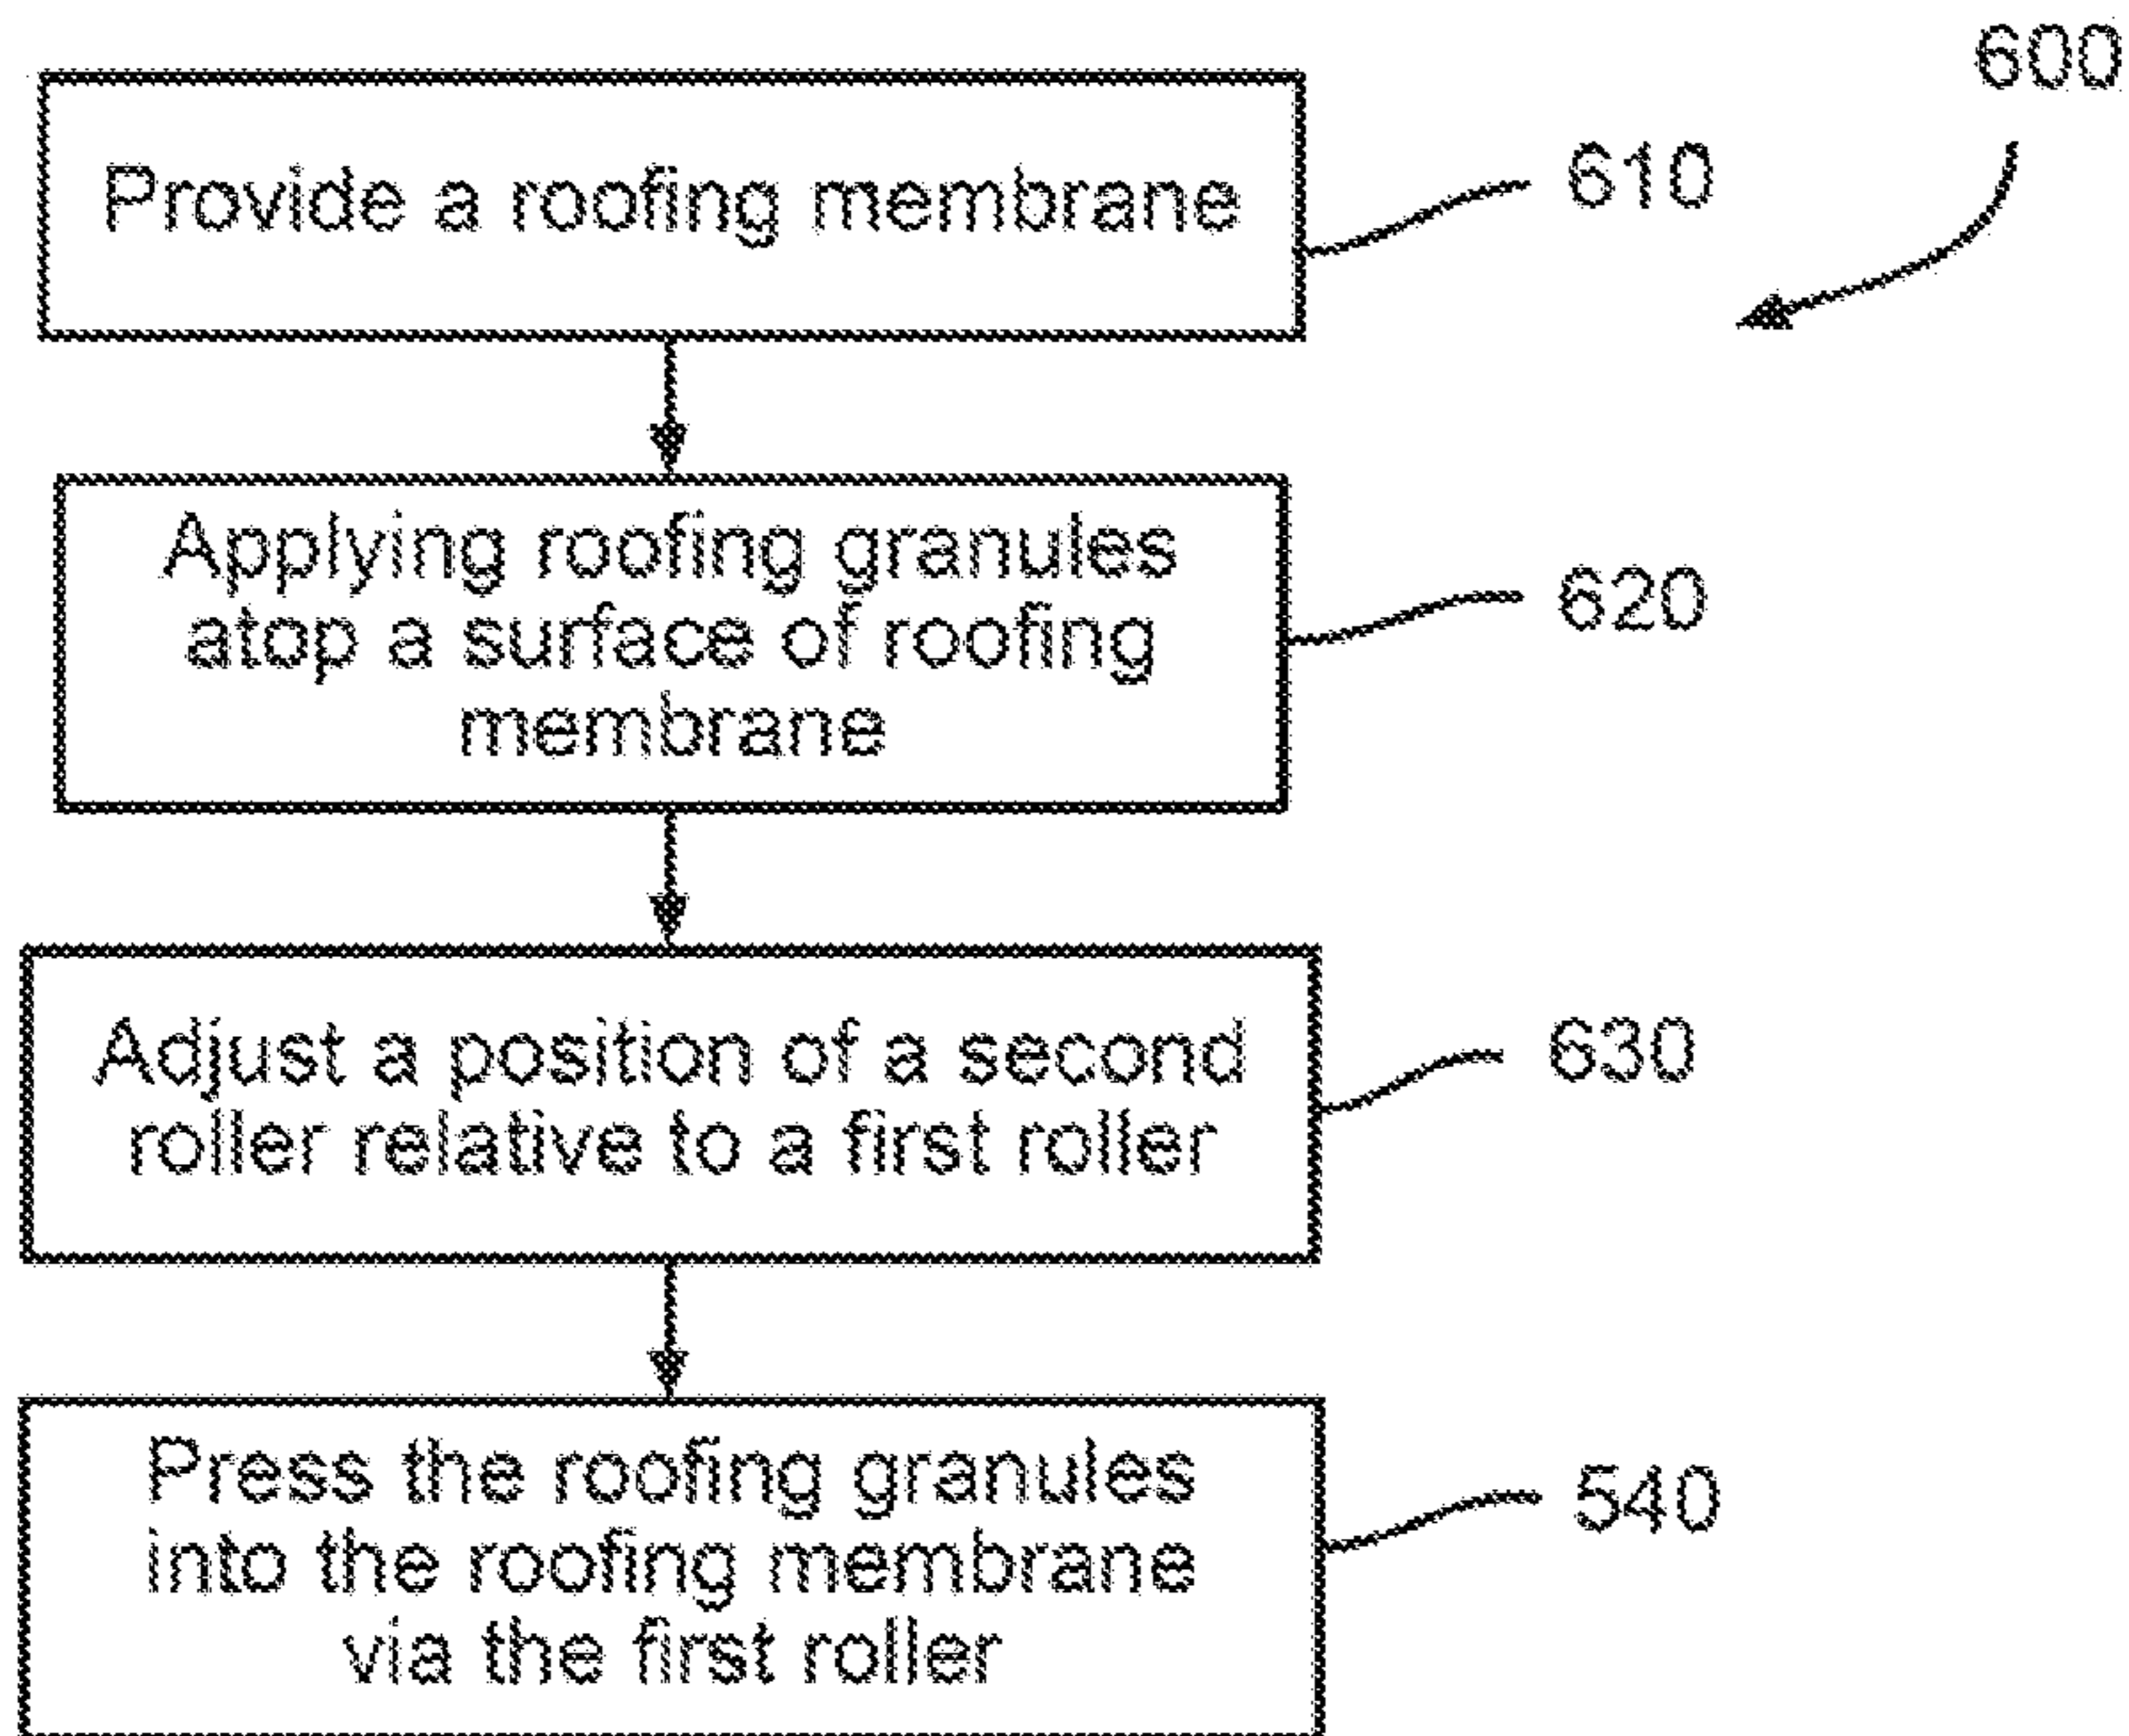 600
Provide a roofing membrane
610
Applying roofing granules
atop a surface of roofing
membrane
620
Adjust a position of a second
roller relative to a first roller
630
Press the roofing granules
into the roofing membrane
via the first roller
540